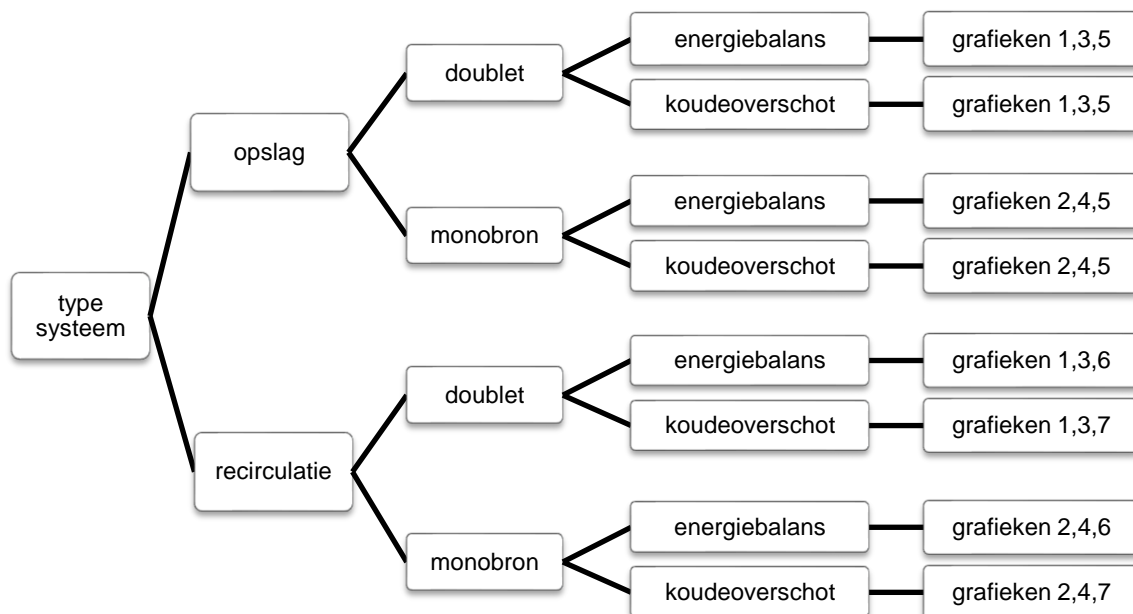 type
systeem
opslag
doublet
energiebalans
grafieken 1,3,5
koudeoverschot
grafieken 1,3,5
monobron
energiebalans
grafieken 2,4,5
koudeoverschot
grafieken 2,4,5
recirculatie
doublet
energiebalans
grafieken 1,3,6
koudeoverschot
grafieken 1,3,7
monobron
energiebalans
grafieken 2,4,6
koudeoverschot
grafieken 2,4,7